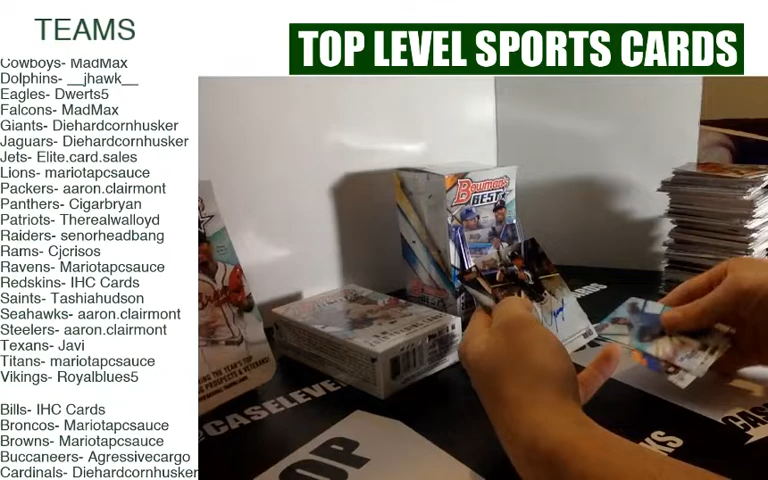 TEAMS
TOP LEVEL SPORTS CARDS
Cowboys- MadMax
Dolphins- __jhawk__
Eagles- Dwerts5
Falcons- MadMax
Giants- Diehardcornhusker
Jaguars- Diehardcornhusker
Jets- Elite.card.sales
Lions- mariotapcsauce
Packers- aaron.clairmont
Panthers- Cigarbryan
Patriots- Therealwalloyd
Raiders- senorheadbang
Rams- Cjcrisos
Ravens- Mariotapcsauce
Redskins- IHC Cards
Saints- Tashiahudson
Seahawks- aaron.clairmont
Steelers- aaron.clairmont
Texans- Javi
Titans- mariotapcsauce
Vikings- Royalblues5
Bills- IHC Cards
Broncos- Mariotapcsauce
Browns- Mariotapcsauce
Buccaneers- Agressivecargo
Cardinals- Diehardcornhusker
Bowman's
BEST
@CASELEVE
OP